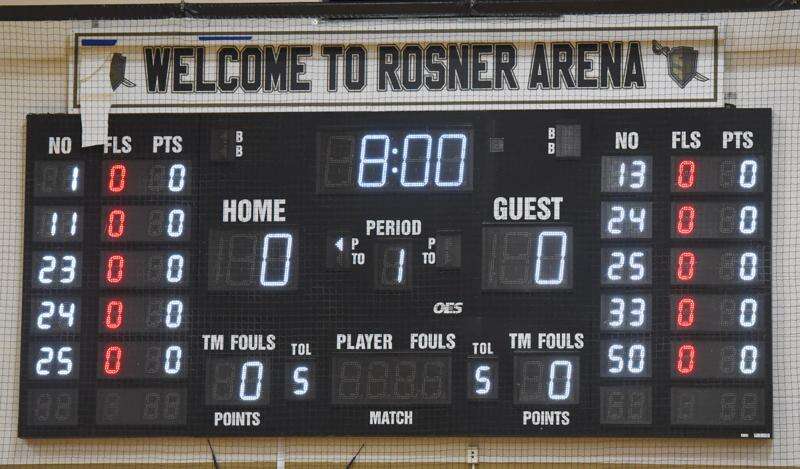 WELCOME TO ROSNER ARENA
S
NO FLS PTS B B 8:00 B B NO FLS PTS
1 0 0 13 0 0
11 0 0 HOME PERIOD GUEST 24 0 0
23 0 0 0 P TO 1 P TO 0 25 0 0
24 0 0 OES 33 0 0
25 0 0 TM FOULS TOL PLAYER FOULS TOL TM FOULS 50 0 0
0 5 5 0
POINTS MATCH POINTS